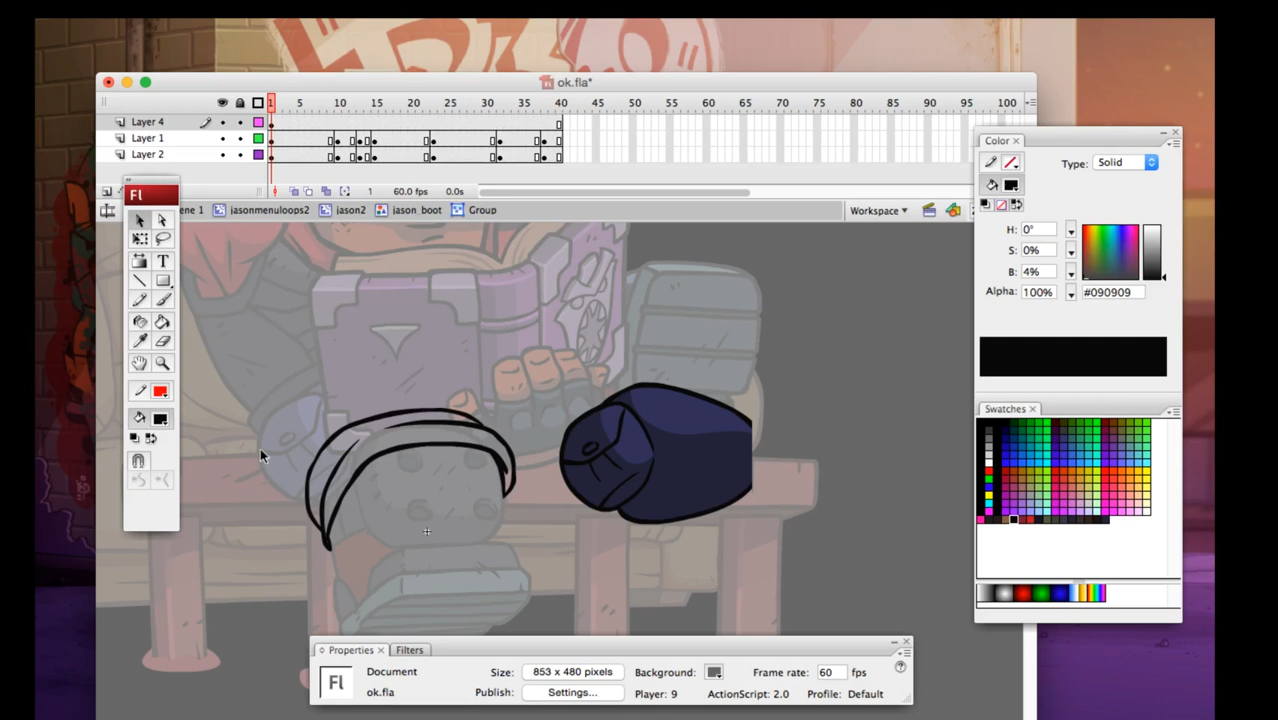 ok.fla*
1 5 10 15 20 25 30 35 40 45 50 55 60 65 70 75 80 85 90 95 100
Layer 4
Layer 1
Layer 2
1 60.0 fps 0.0s
Fl
ene 1 jasonmenuloops2 jason2 jason_boot Group Workspace
T
Color
Type: Solid
H: 0°
S: 0%
B: 4%
Alpha: 100% #090909
Swatches
Properties Filters
Fl
Document
ok.fla
Size: 853 x 480 pixels Background: Frame rate: 60 fps
Publish: Settings... Player: 9 ActionScript: 2.0 Profile: Default